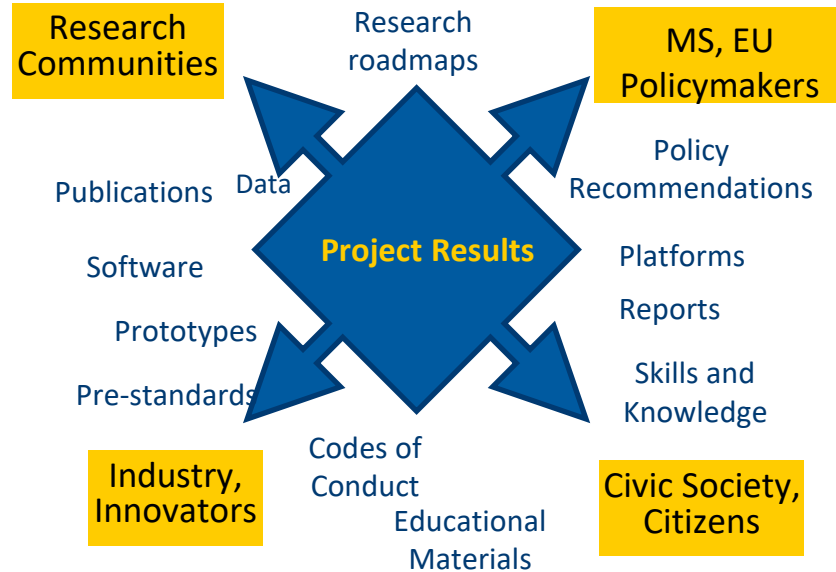 Research
Communities
Research
roadmaps
MS, EU
Policymakers
Publications
Data
Policy
Recommendations
Software
Project Results
Platforms
Prototypes
Reports
Pre-standards
Skills and
Knowledge
Industry,
Innovators
Codes of
Conduct
Educational
Materials
Civic Society,
Citizens